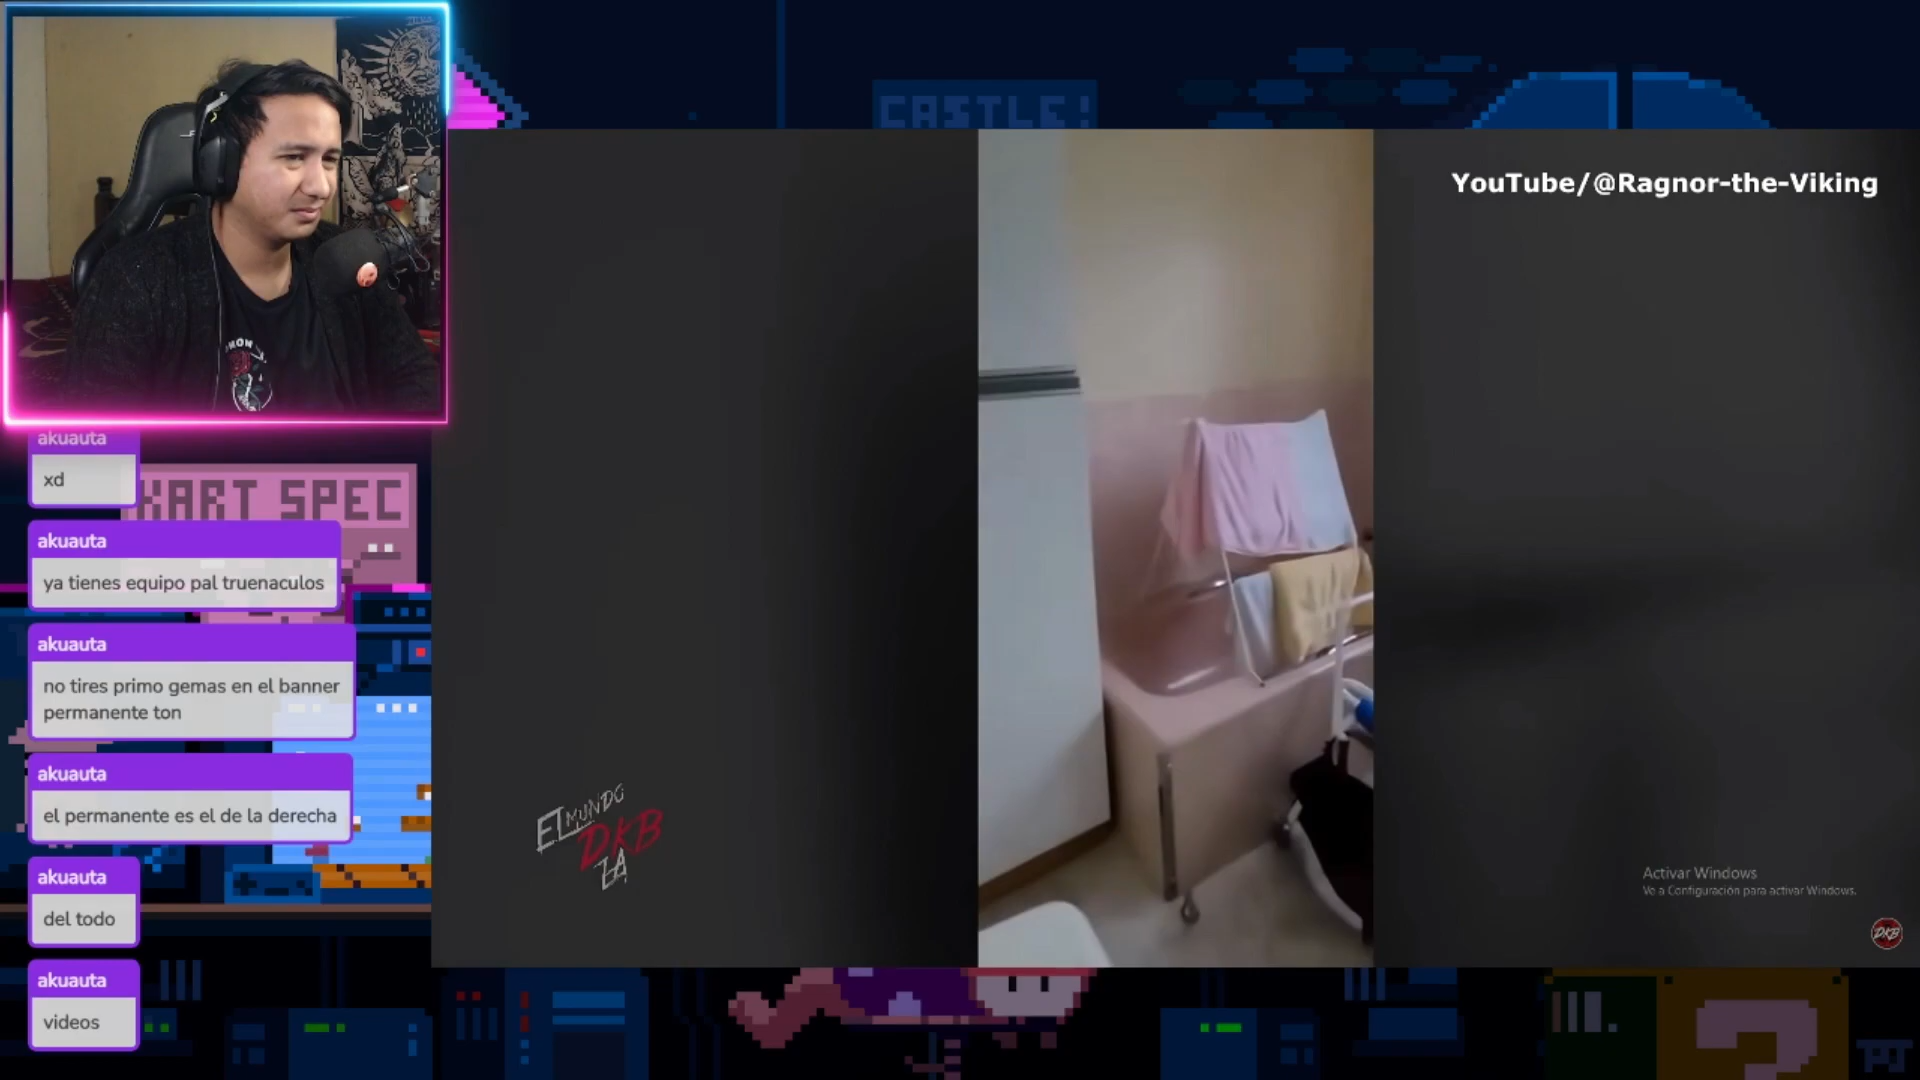 CASTLE!
YouTube/@Ragnor-the-Viking
akuauta
xd
KART SPEC
akuauta
ya tienes equipo pal truenaculos
akuauta
no tires primo gemas en el banner
permanente ton
akuauta
el permanente es el de la derecha
akuauta
del todo
akuauta
videos
EL MUNDO
DKB
ZA
Activar Windows
Ve a Configuración para activar Windows.
DKB